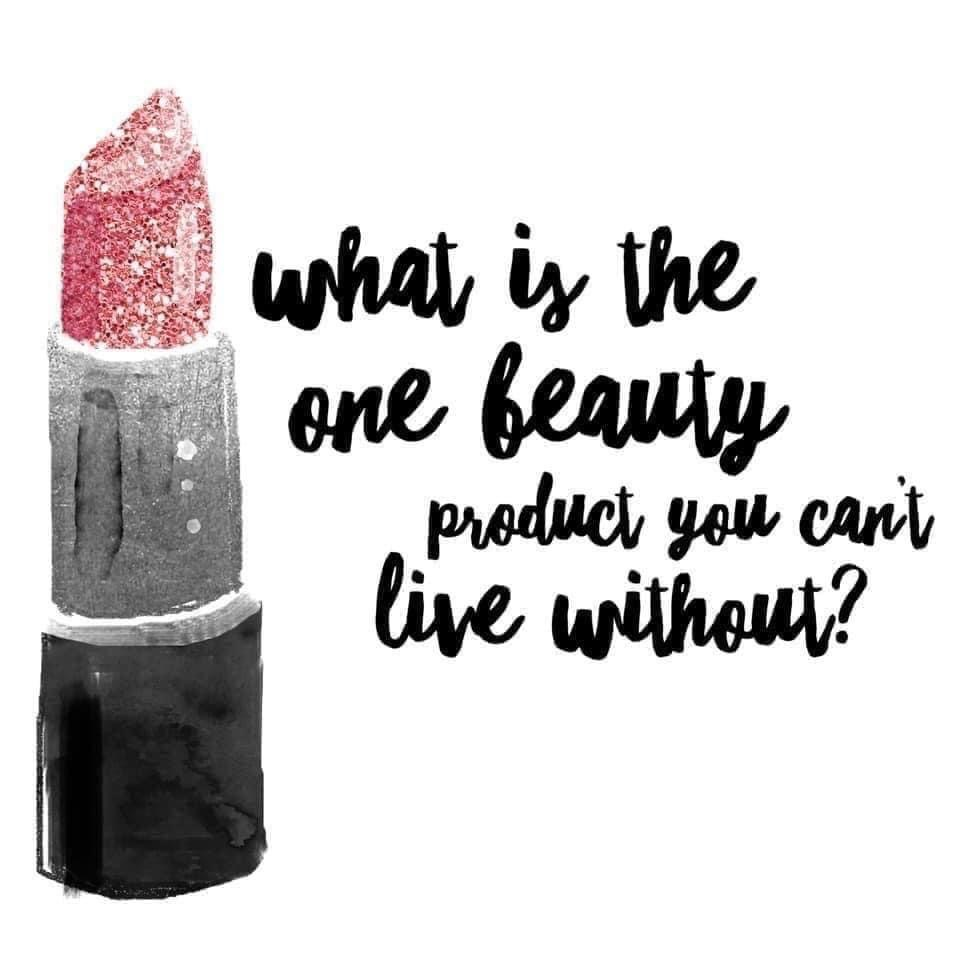 what is the
one beauty
product you can't
live without?